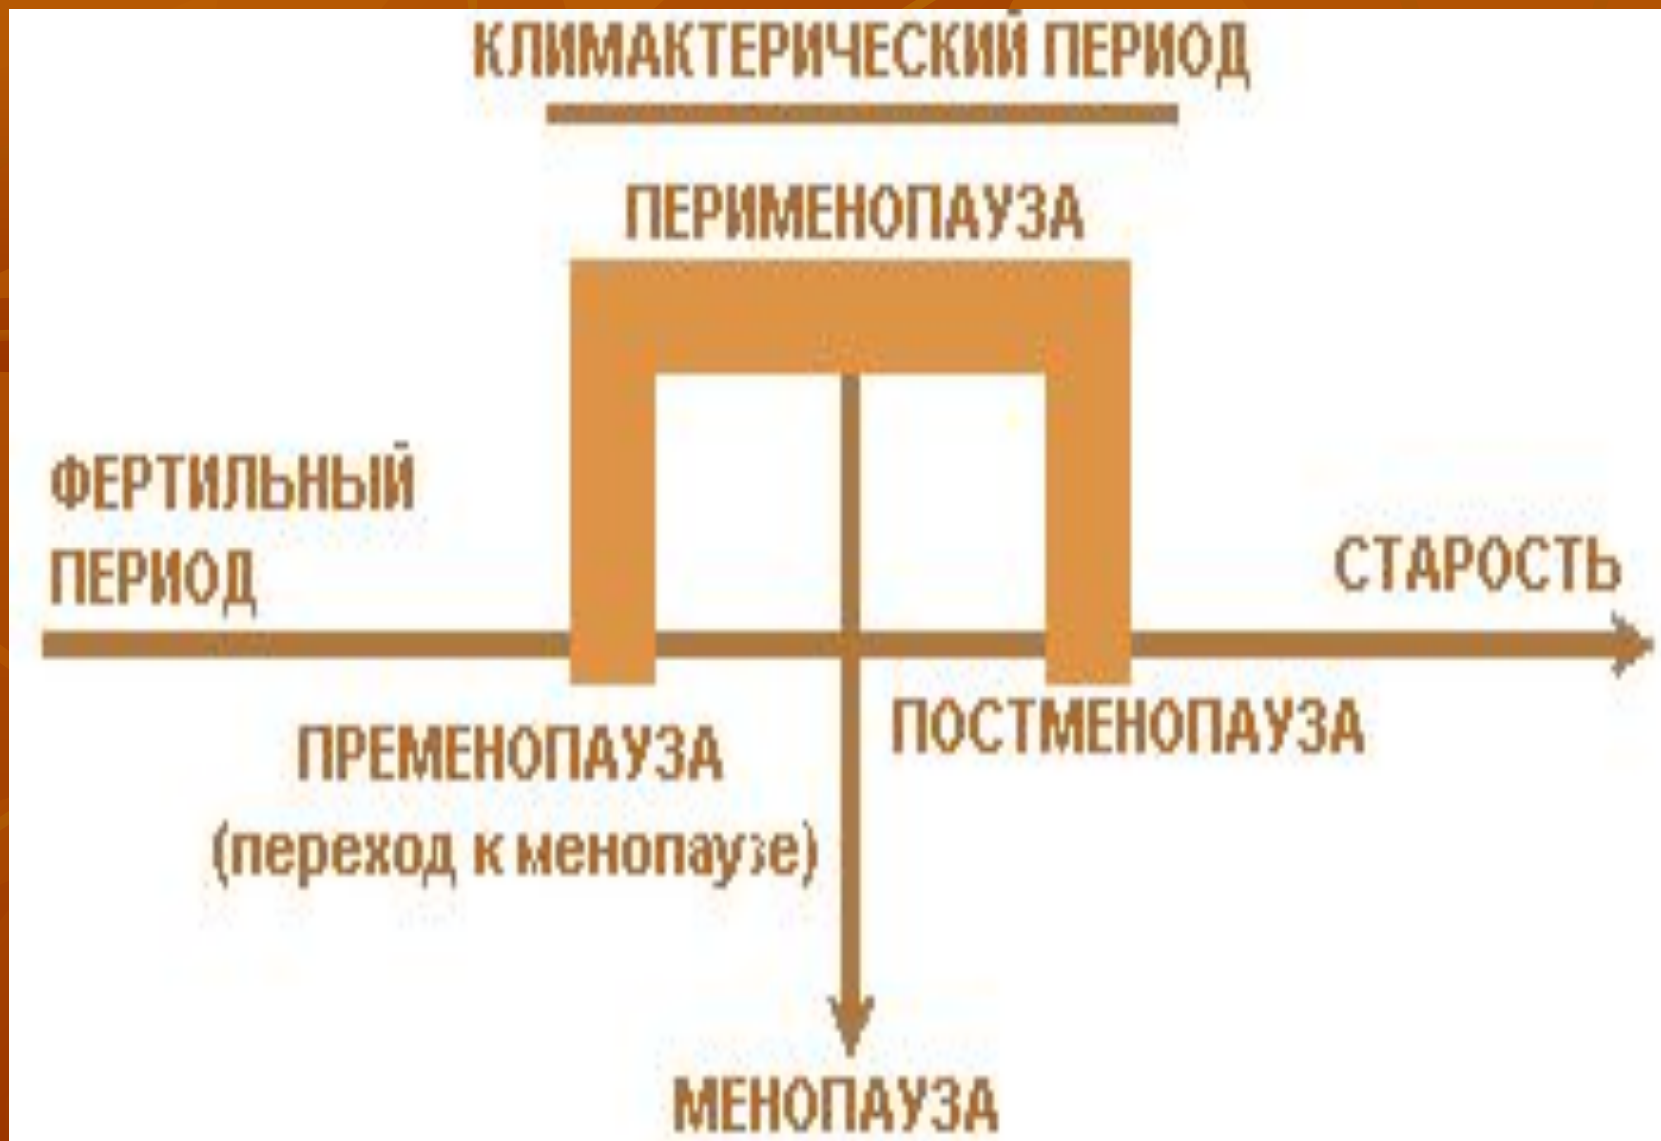 КЛИМАКТЕРИЧЕСКИЙ ПЕРИОД
ПЕРИМЕНОПАУЗА
ФЕРТИЛЬНЫЙ
ПЕРИОД
СТАРОСТЬ
ПРЕМЕНОПАУЗА
(переход к менопаузе)
ПОСТМЕНОПАУЗА
МЕНОПАУЗА